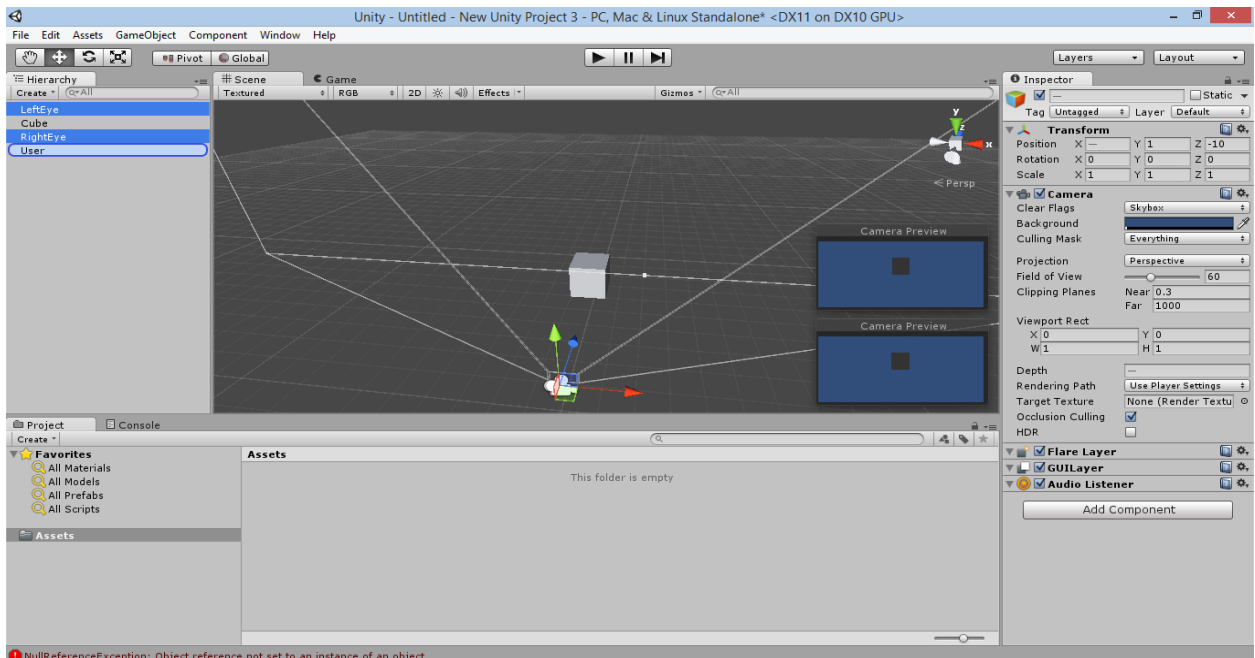 Unity - Untitled - New Unity Project 3 - PC, Mac & Linux Standalone* <DX11 on DX10 GPU>
File Edit Assets GameObject Component Window Help
Pivot Global Layers Layout
Hierarchy
Create All
LeftEye
Cube
RightEye
User
Scene Game
Textured RGB 2D Effects Gizmos All
y
z
x
Persp
Camera Preview
Camera Preview
Inspector
— Static
Tag Untagged Layer Default
Transform
Position X — Y 1 Z -10
Rotation X 0 Y 0 Z 0
Scale X 1 Y 1 Z 1
Camera
Clear Flags Skybox
Background
Culling Mask Everything
Projection Perspective
Field of View 60
Clipping Planes Near 0.3
Far 1000
Viewport Rect
X 0 Y 0
W 1 H 1
Depth —
Rendering Path Use Player Settings
Target Texture None (Render Textu
Occlusion Culling
HDR
Flare Layer
GUILayer
Audio Listener
Add Component
Project Console
Create
Favorites
All Materials
All Models
All Prefabs
All Scripts
Assets
Assets
This folder is empty
NullReferenceException: Object reference not set to an instance of an object